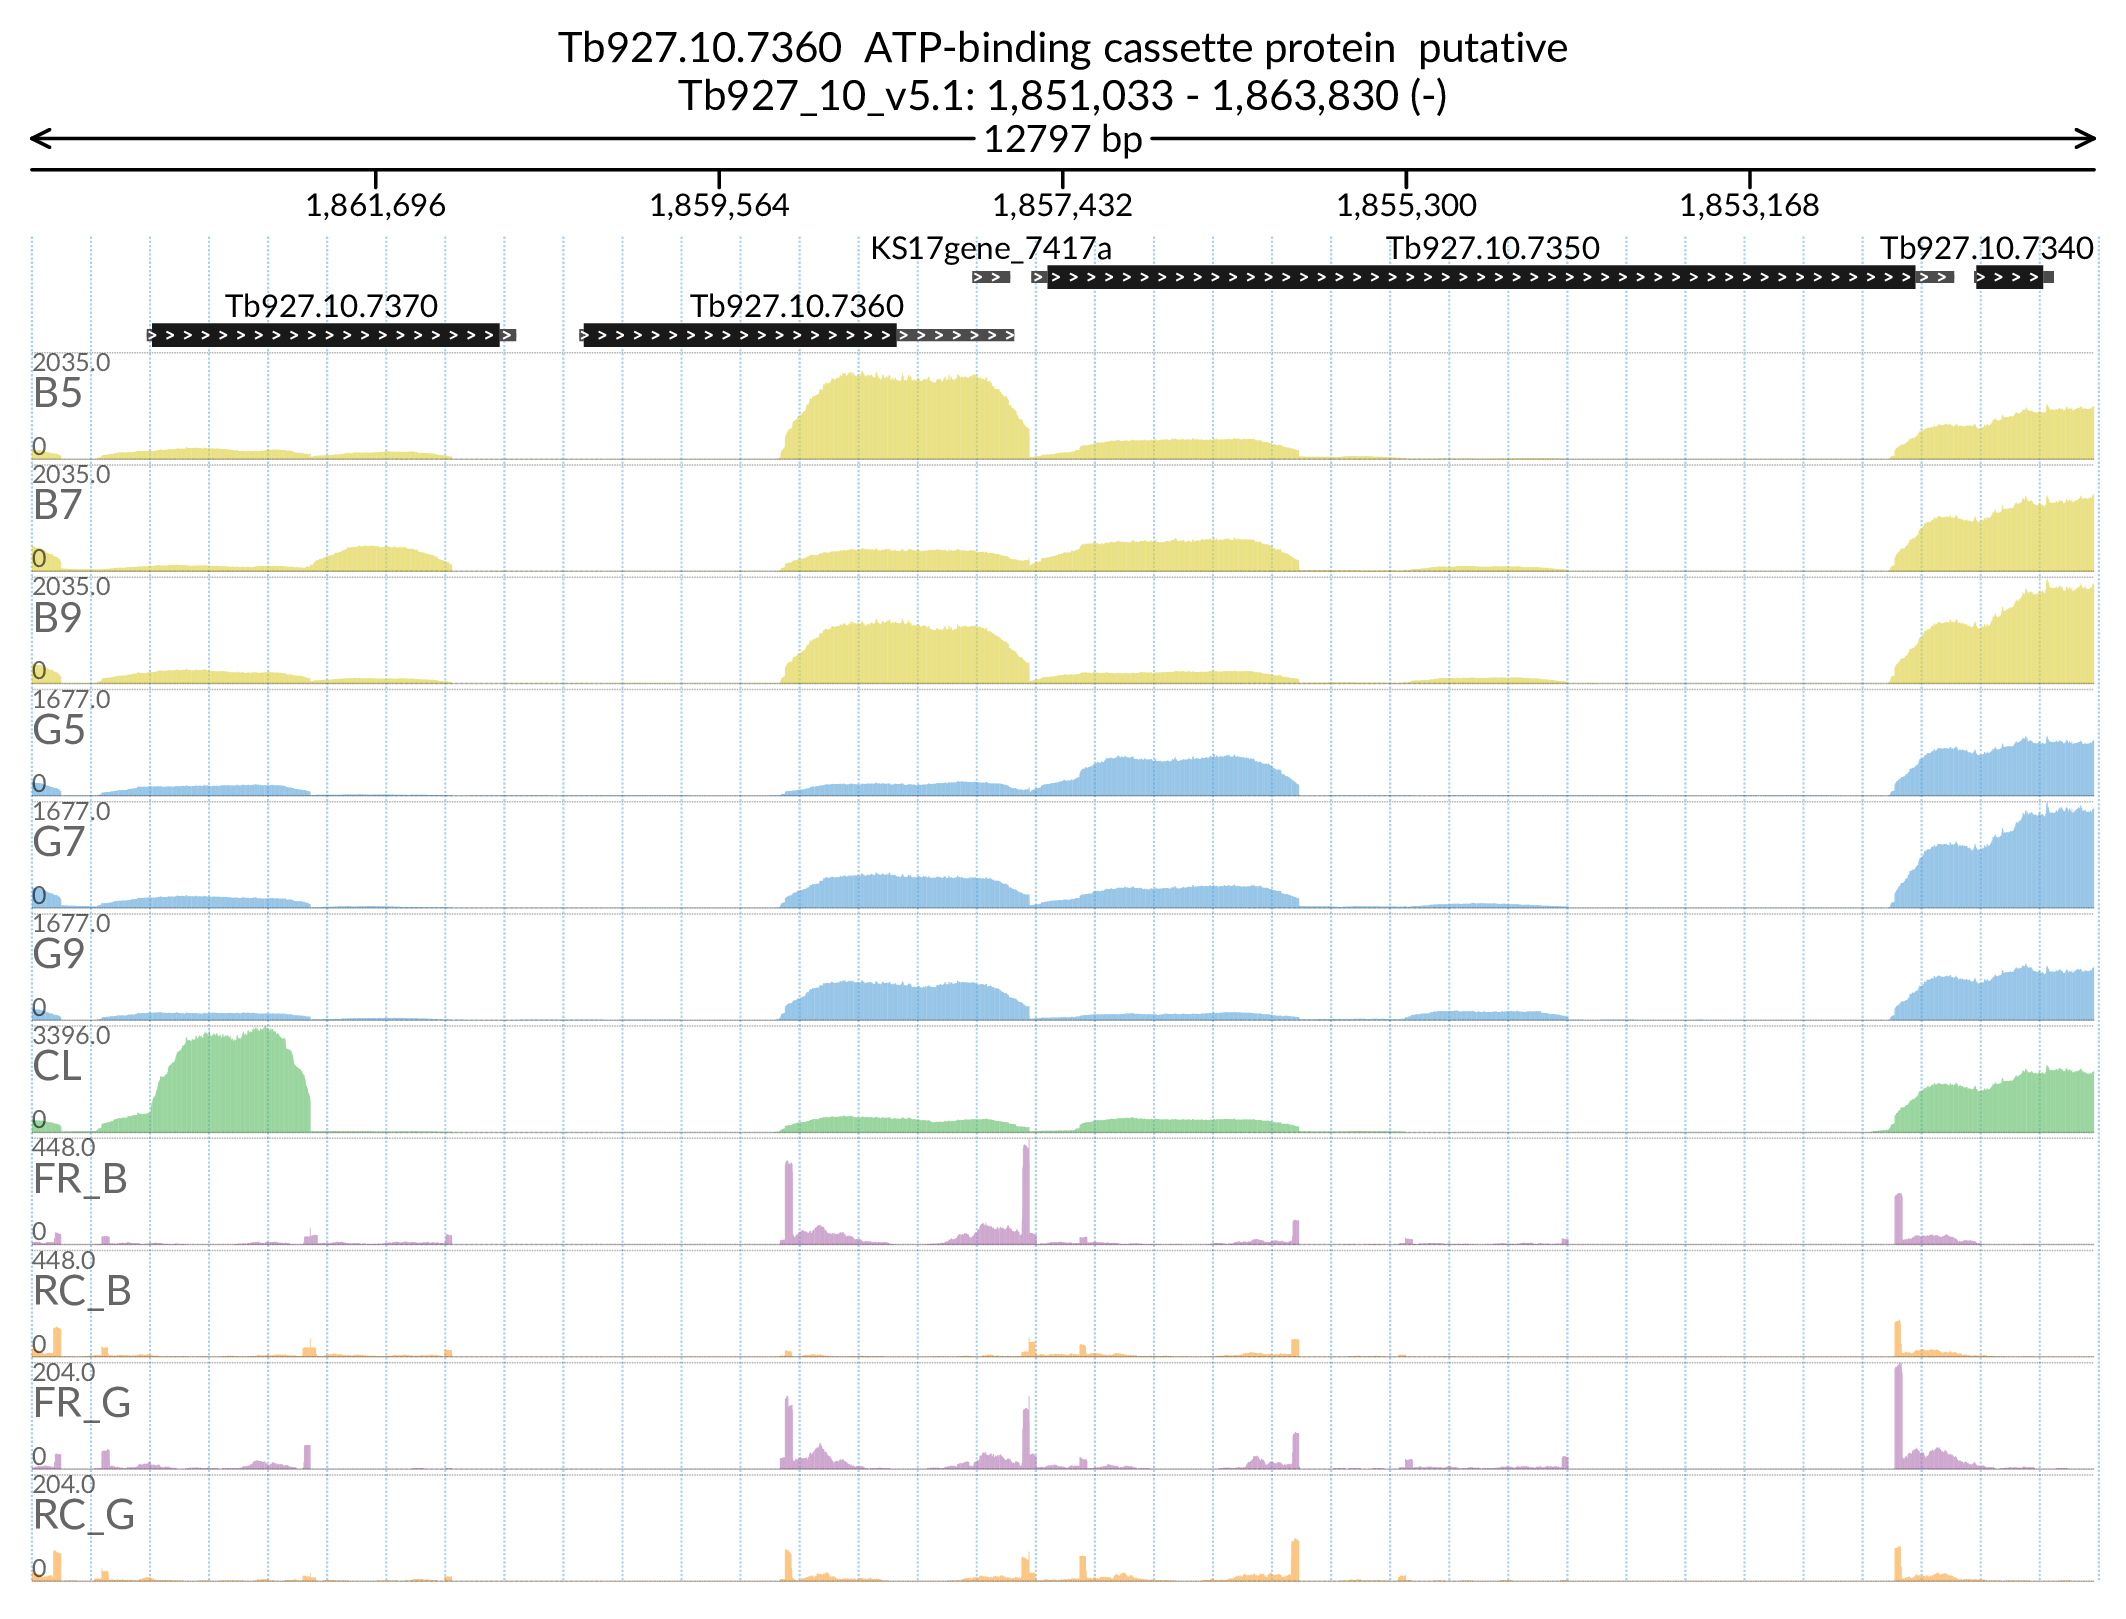 Tb927.10.7360  ATP-binding cassette protein  putative
Tb927_10_v5.1: 1,851,033 - 1,863,830 (-)
12797 bp
1,861,696
1,859,564
1,857,432
1,855,300
1,853,168
KS17gene_7417a
Tb927.10.7350
Tb927.10.7340
Tb927.10.7370
Tb927.10.7360
2035.0
B5
0
2035.0
B7
0
2035.0
B9
0
1677.0
G5
0
1677.0
G7
0
1677.0
G9
0
3396.0
CL
0
448.0
FR_B
0
448.0
RC_B
0
204.0
FR_G
0
204.0
RC_G
0